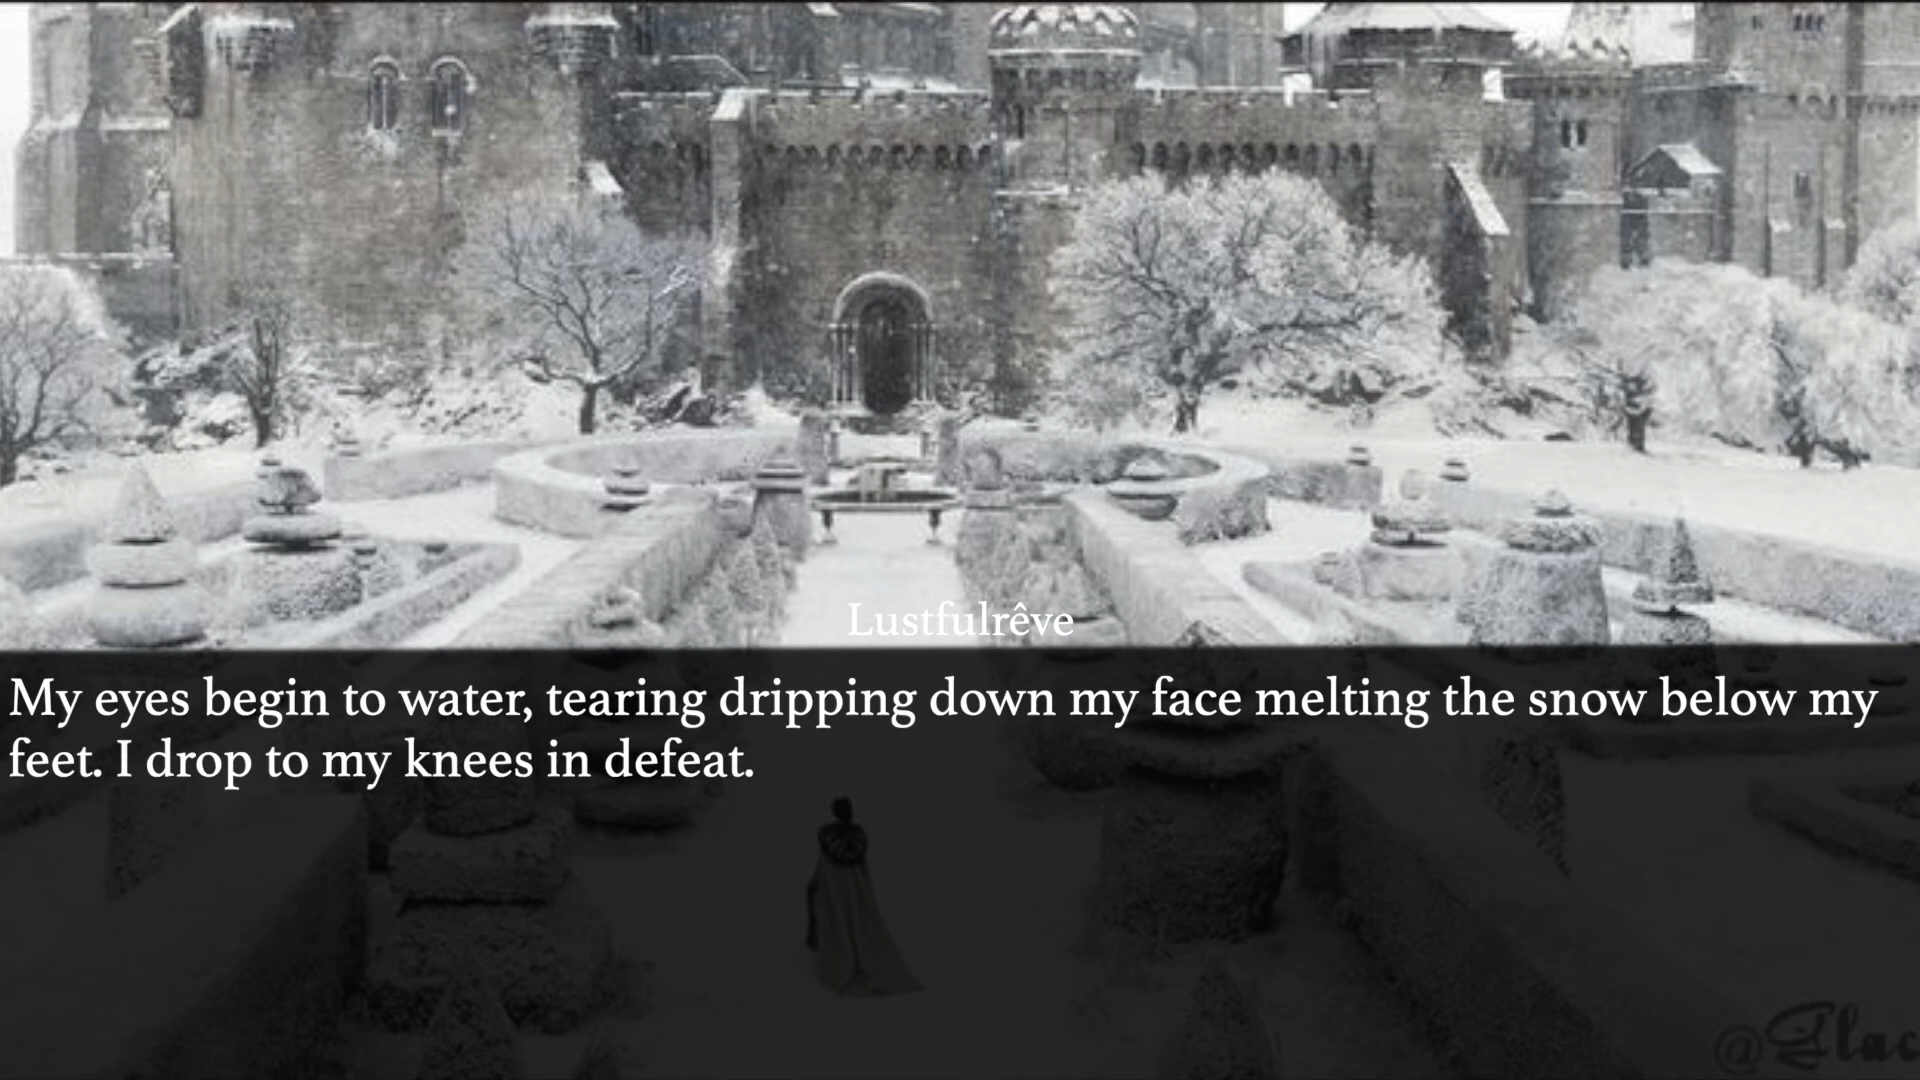 Lustfulrêve
My eyes begin to water, tearing dripping down my face melting the snow below my
feet. I drop to my knees in defeat.